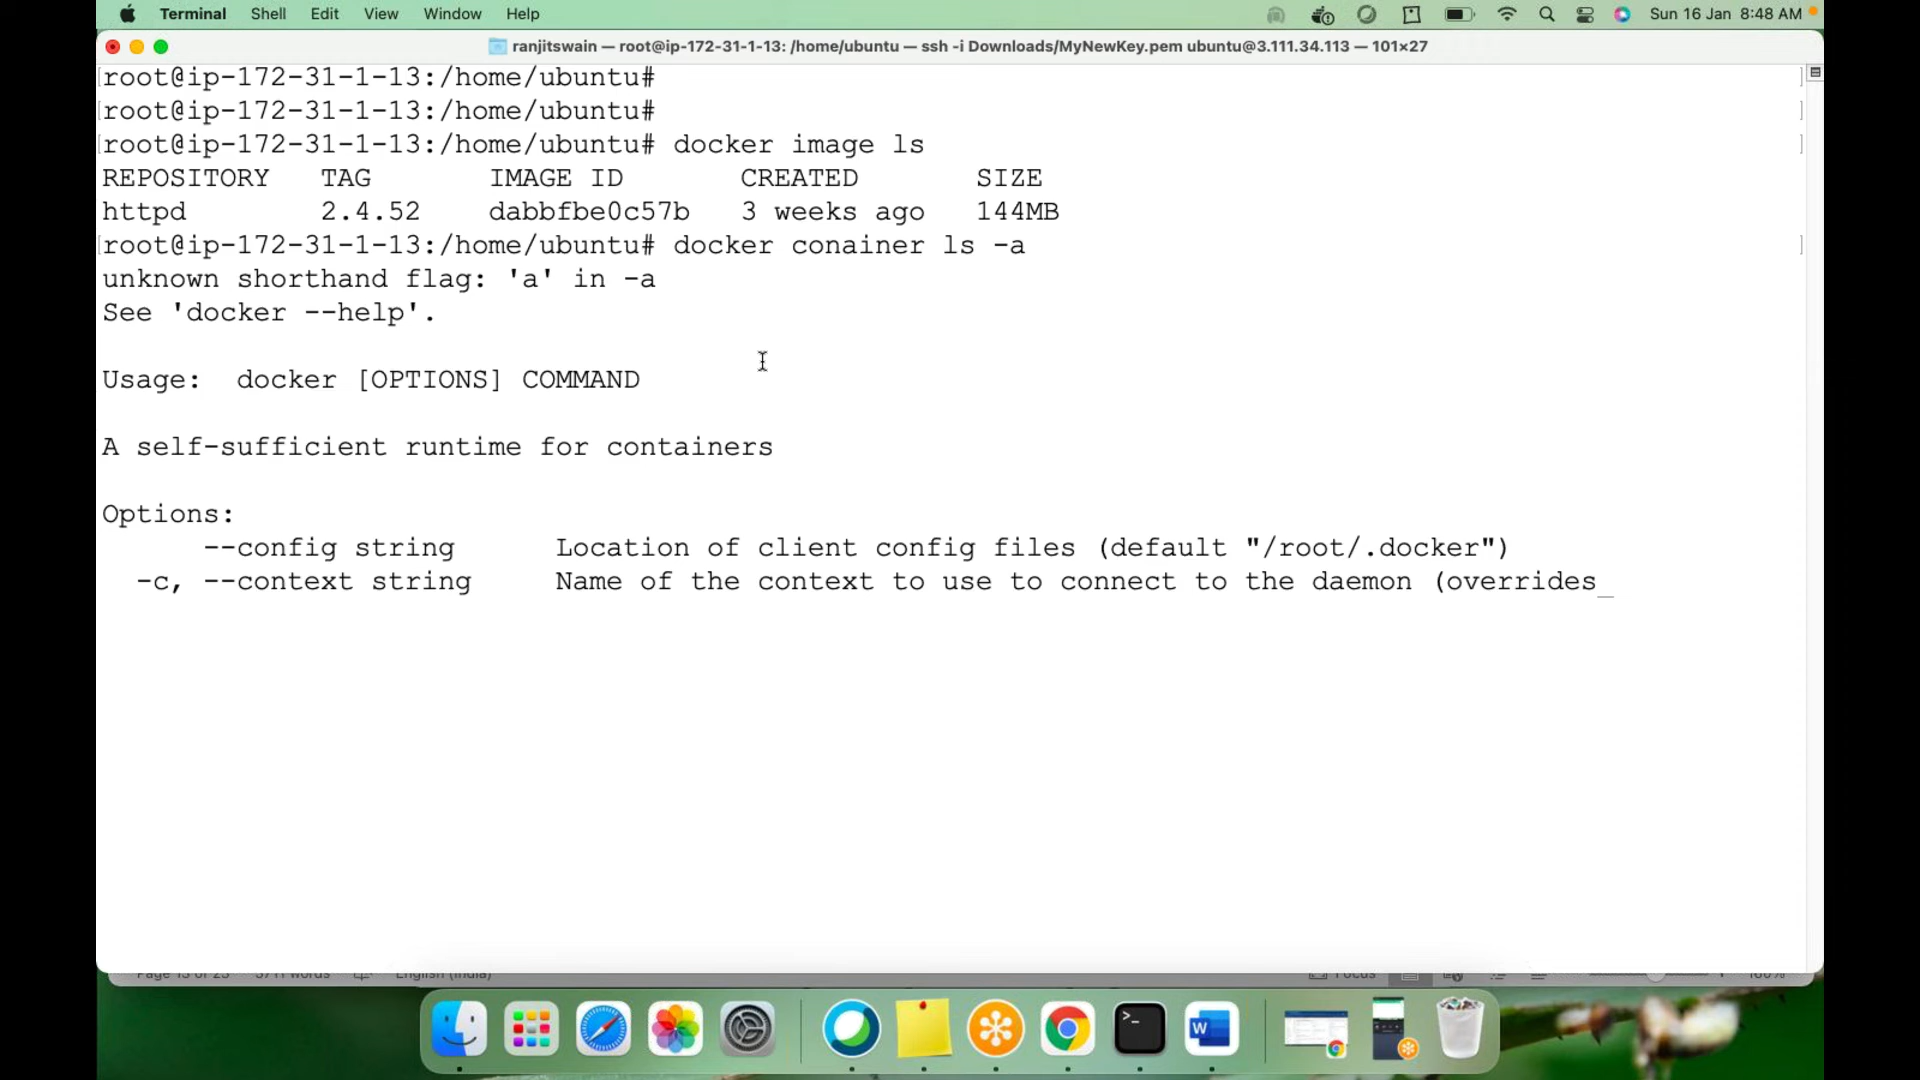 Terminal Shell Edit View Window Help Sun 16 Jan 8:48 AM
ranjitswain — root@ip-172-31-1-13: /home/ubuntu — ssh -i Downloads/MyNewKey.pem ubuntu@3.111.34.113 — 101×27
root@ip-172-31-1-13:/home/ubuntu#
root@ip-172-31-1-13:/home/ubuntu#
root@ip-172-31-1-13:/home/ubuntu# docker image ls
REPOSITORY TAG IMAGE ID CREATED SIZE
httpd 2.4.52 dabbfbe0c57b 3 weeks ago 144MB
root@ip-172-31-1-13:/home/ubuntu# docker conainer ls -a
unknown shorthand flag: 'a' in -a
See 'docker --help'.
Usage: docker [OPTIONS] COMMAND
A self-sufficient runtime for containers
Options:
--config string Location of client config files (default "/root/.docker")
-c, --context string Name of the context to use to connect to the daemon (overrides_